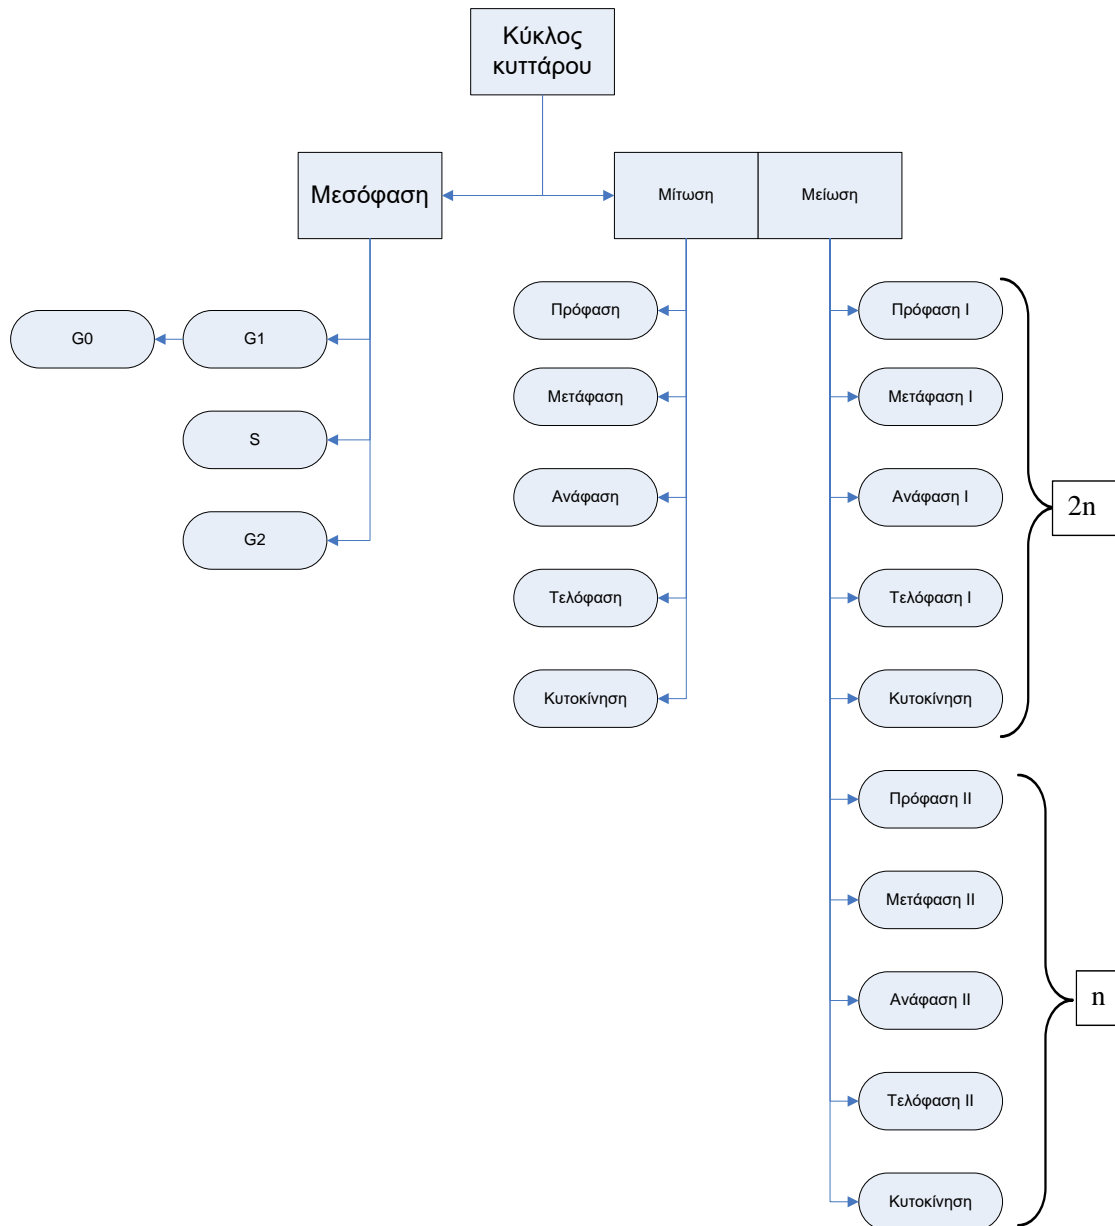 Κύκλος
κυττάρου
Μεσόφαση
Μίτωση
Μείωση
G0
G1
S
G2
Πρόφαση
Μετάφαση
Ανάφαση
Τελόφαση
Κυτοκίνηση
Πρόφαση I
Μετάφαση I
Ανάφαση I
Τελόφαση I
Κυτοκίνηση
2n
Πρόφαση II
Μετάφαση II
Ανάφαση II
Τελόφαση II
Κυτοκίνηση
n